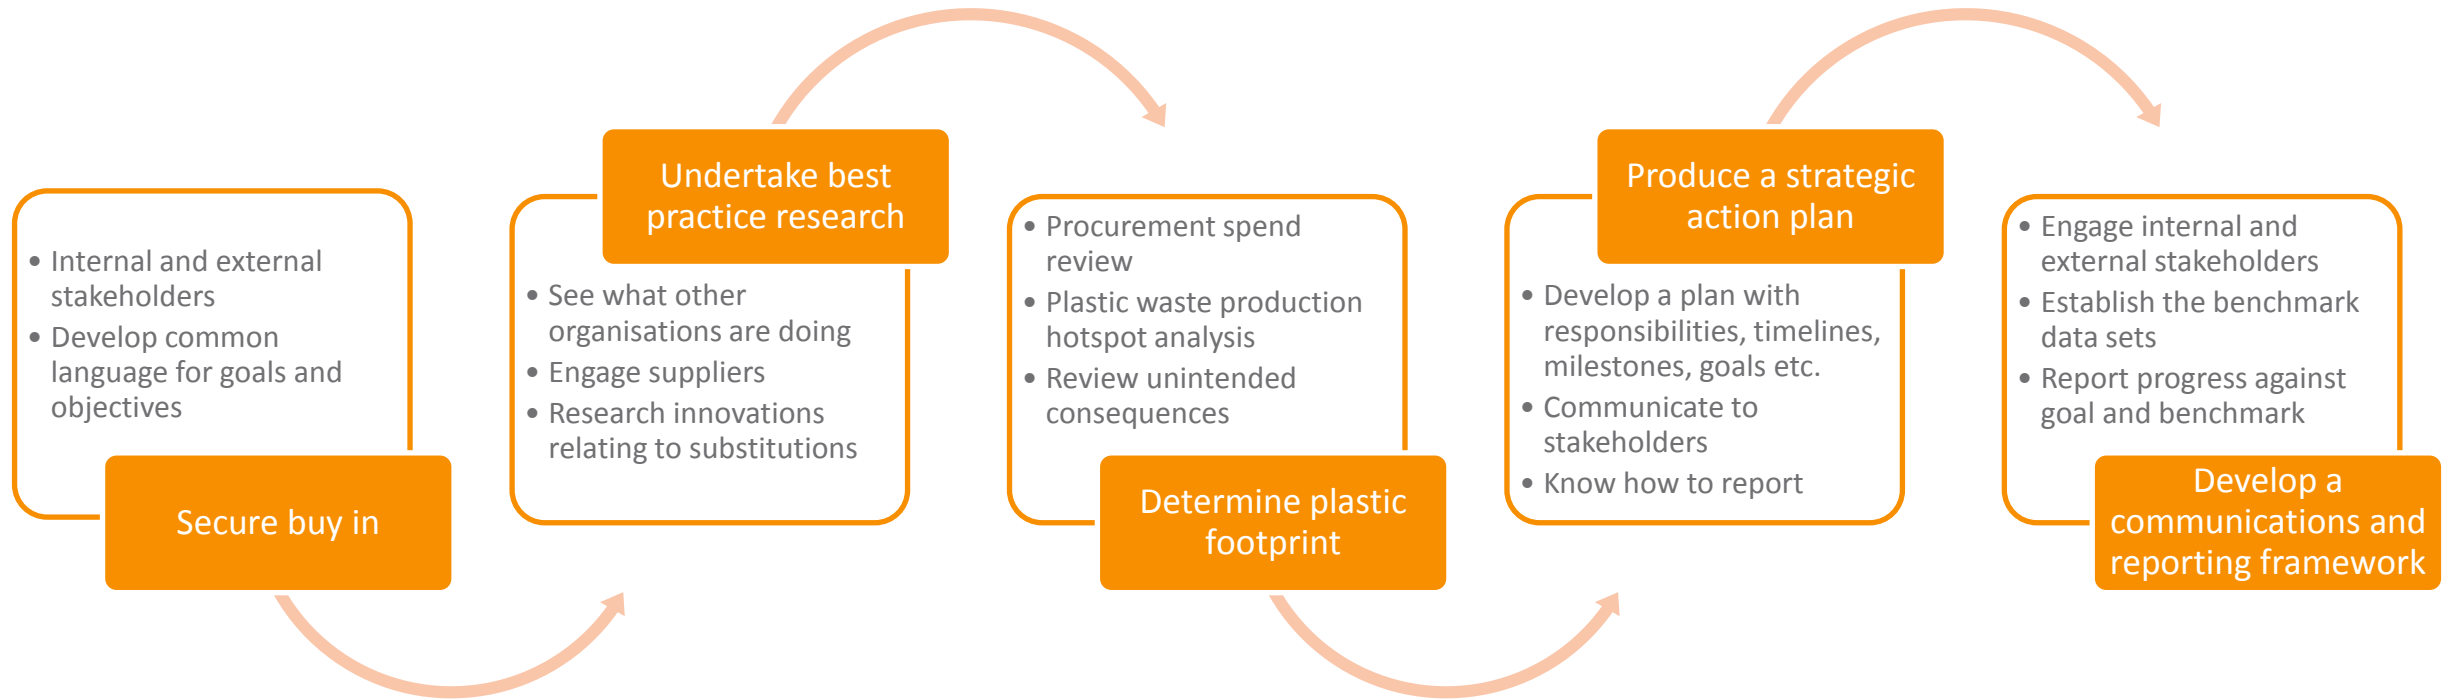 • Internal and external
stakeholders
• Develop common
language for goals and
objectives
Secure buy in
Undertake best
practice research
• See what other
organisations are doing
• Engage suppliers
• Research innovations
relating to substitutions
• Procurement spend
review
• Plastic waste production
hotspot analysis
• Review unintended
consequences
Determine plastic
footprint
Produce a strategic
action plan
• Develop a plan with
responsibilities, timelines,
milestones, goals etc.
• Communicate to
stakeholders
• Know how to report
• Engage internal and
external stakeholders
• Establish the benchmark
data sets
• Report progress against
goal and benchmark
Develop a
communications and
reporting framework